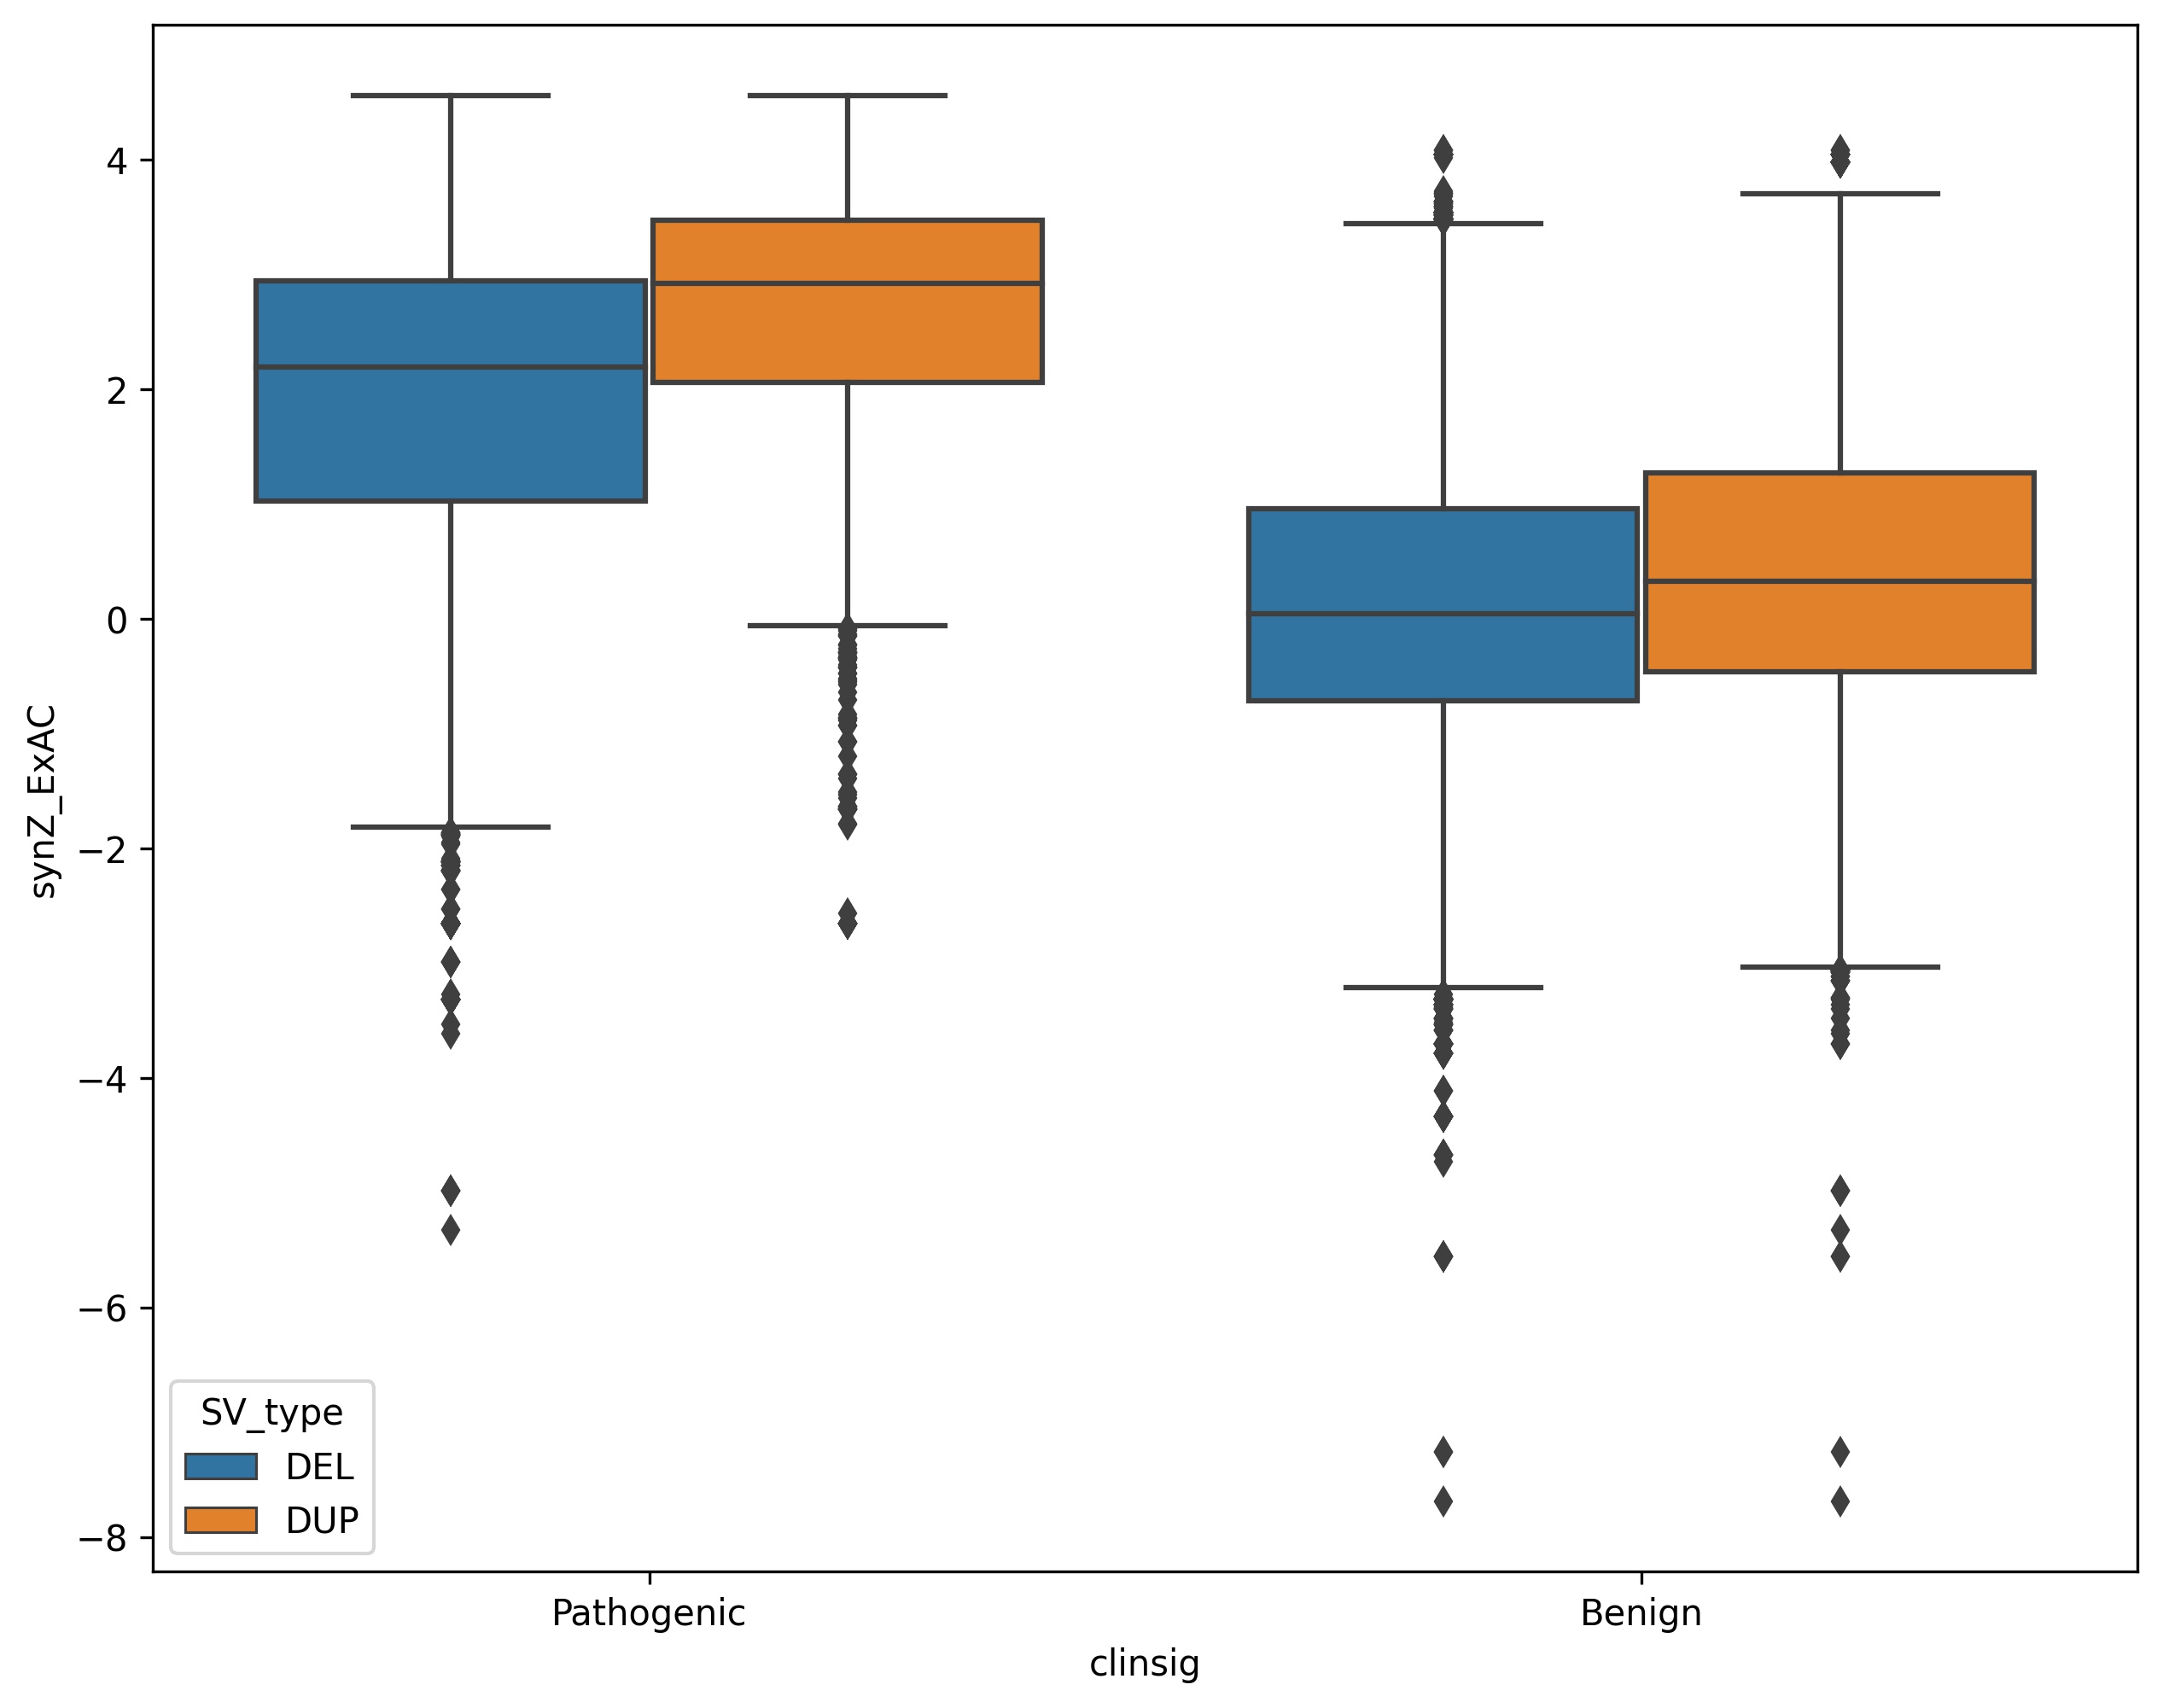 4
2
0
−2
−4
−6
−8
synZ_ExAC
SV_type
DEL
DUP
Pathogenic
Benign
clinsig